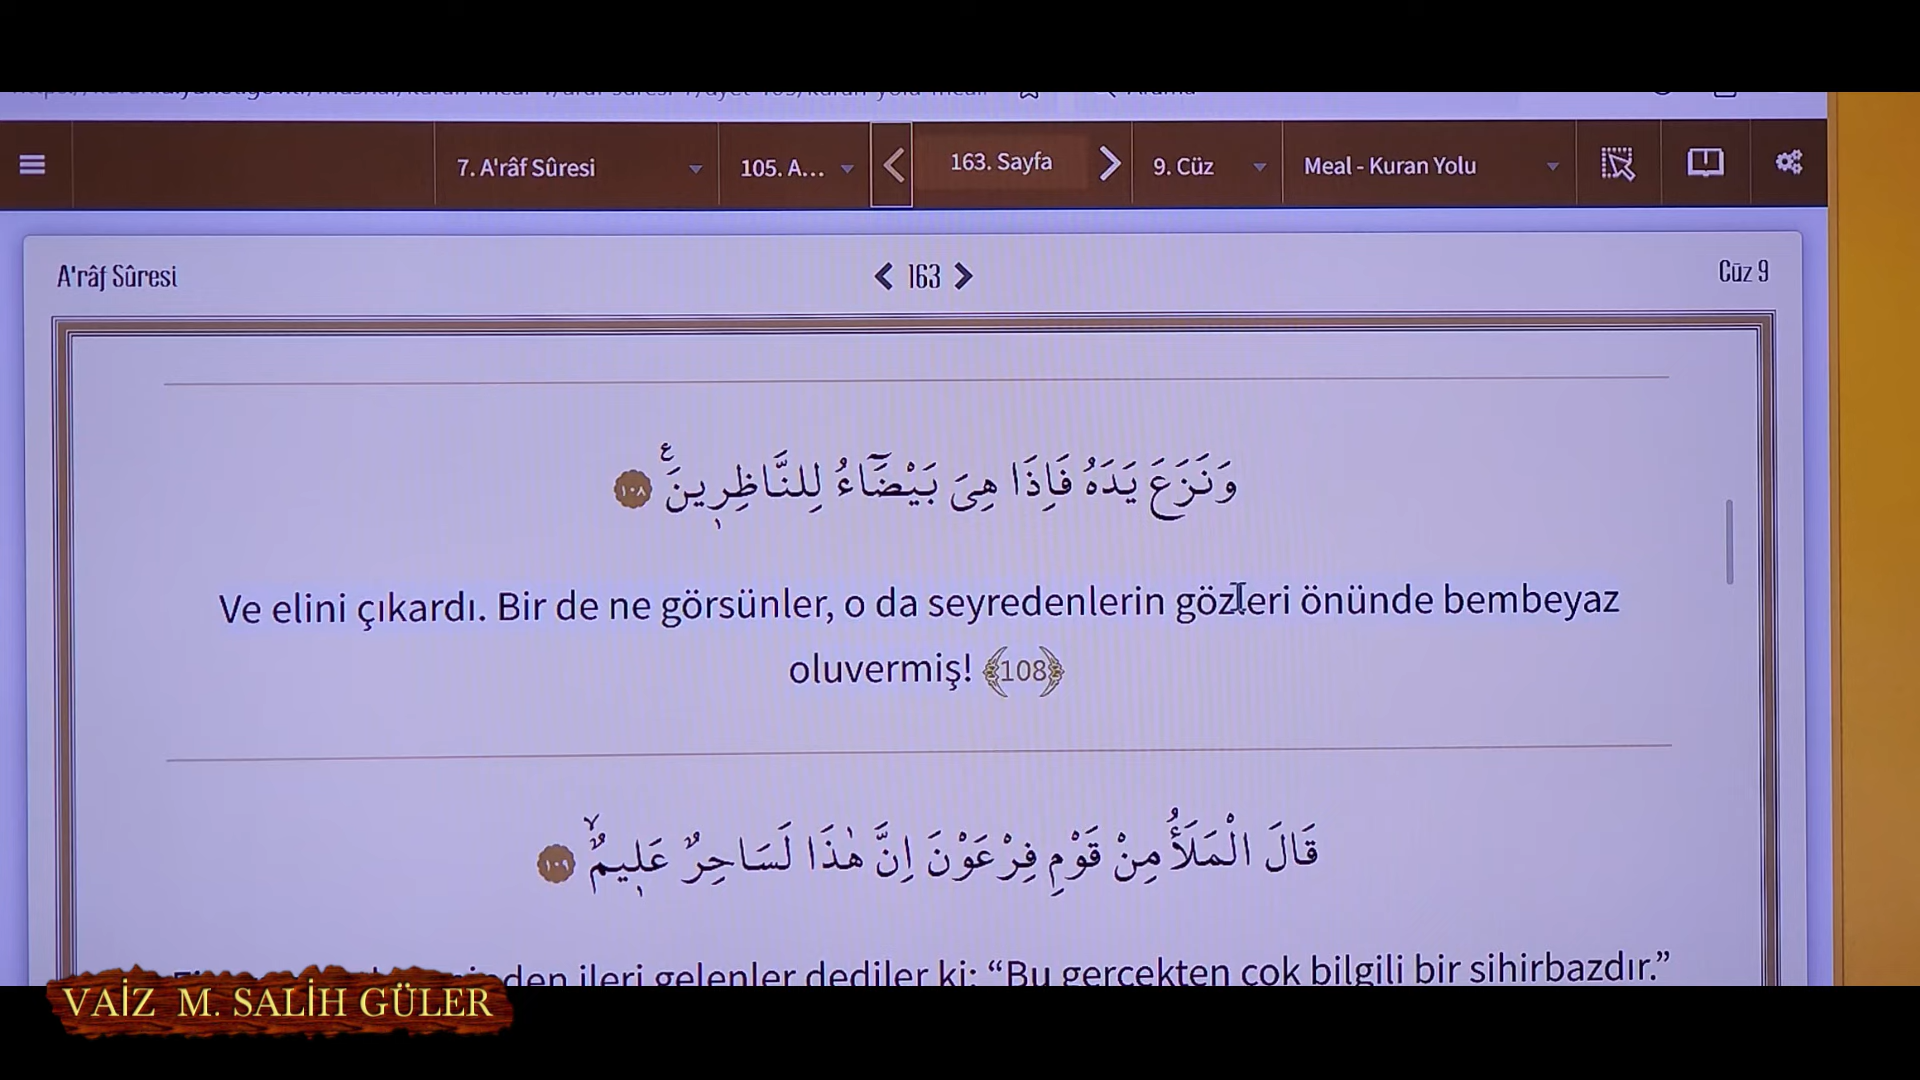 7. A'râf Sûresi
105. A...
163. Sayfa
9. Cüz
Meal - Kuran Yolu
A'râf Sûresi
163
Cüz 9
وَنَزَعَ يَدَهُ فَاِذَا هِىَ بَيْضَٓاءُ لِلنَّاظِر۪ينَۚ ١٠٨
Ve elini çıkardı. Bir de ne görsünler, o da seyredenlerin gözleri önünde bembeyaz
oluvermiş! 108
قَالَ الْمَلَأُ مِنْ قَوْمِ فِرْعَوْنَ اِنَّ هٰذَا لَسَاحِرٌ عَل۪يمٌۙ ١٠٩
ileri gelenler dediler ki: “Bu gerçekten çok bilgili bir sihirbazdır.”
VAİZ M. SALİH GÜLER